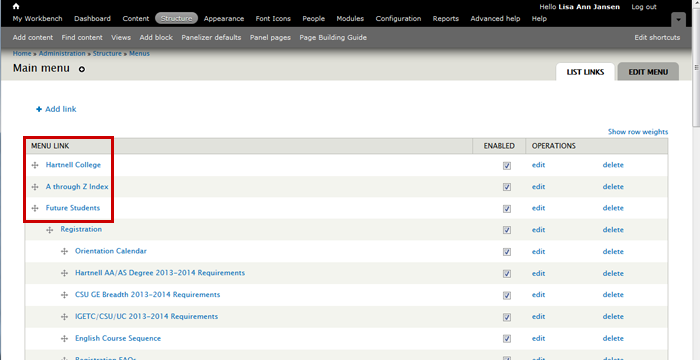 Hello Lisa Ann Jansen Log out
My Workbench Dashboard Content Structure Appearance Font Icons People Modules Configuration Reports Advanced help Help
Add content Find content Views Add block Panelizer defaults Panel pages Page Building Guide Edit shortcuts
Home » Administration » Structure » Menus
Main menu LIST LINKS EDIT MENU
+ Add link
Show row weights
MENU LINK ENABLED OPERATIONS
Hartnell College edit delete
A through Z Index edit delete
Future Students edit delete
Registration edit delete
Orientation Calendar edit delete
Hartnell AA/AS Degree 2013-2014 Requirements edit delete
CSU GE Breadth 2013-2014 Requirements edit delete
IGETC/CSU/UC 2013-2014 Requirements edit delete
English Course Sequence edit delete
Registration FAQs